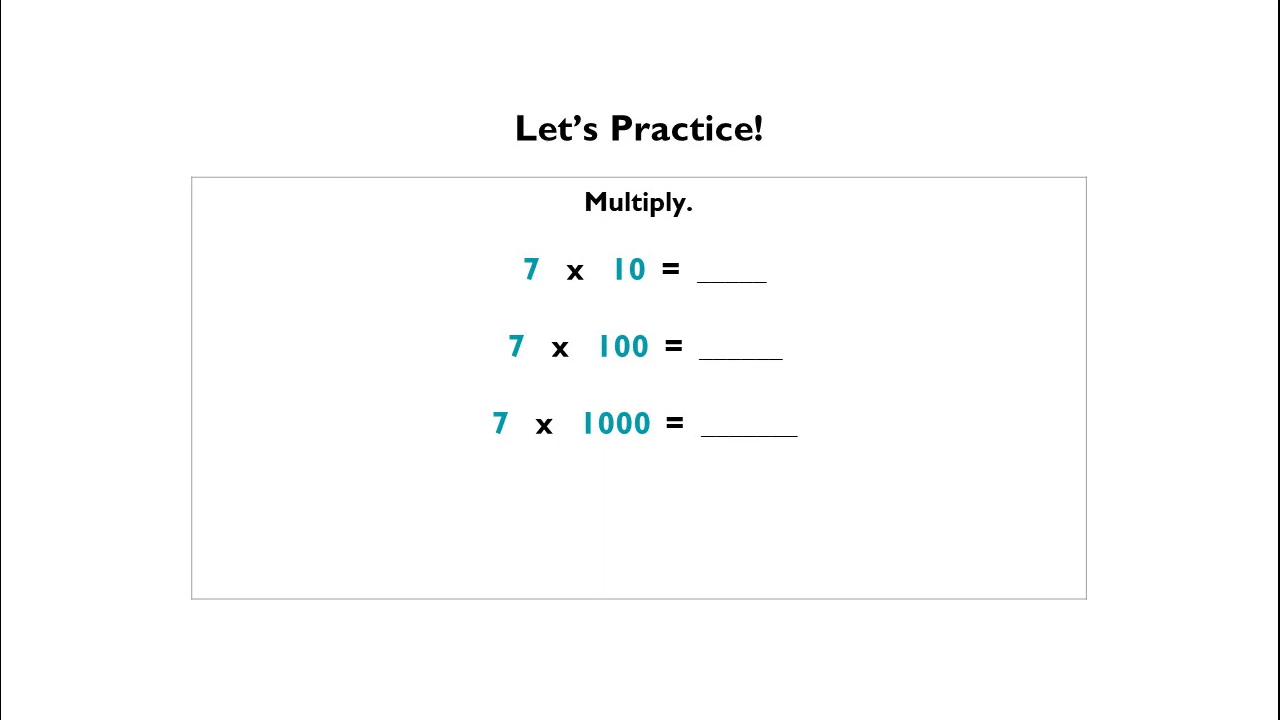 Let’s Practice!
Multiply.
7 x 10 = _____
7 x 100 = ______
7 x 1000 = _______